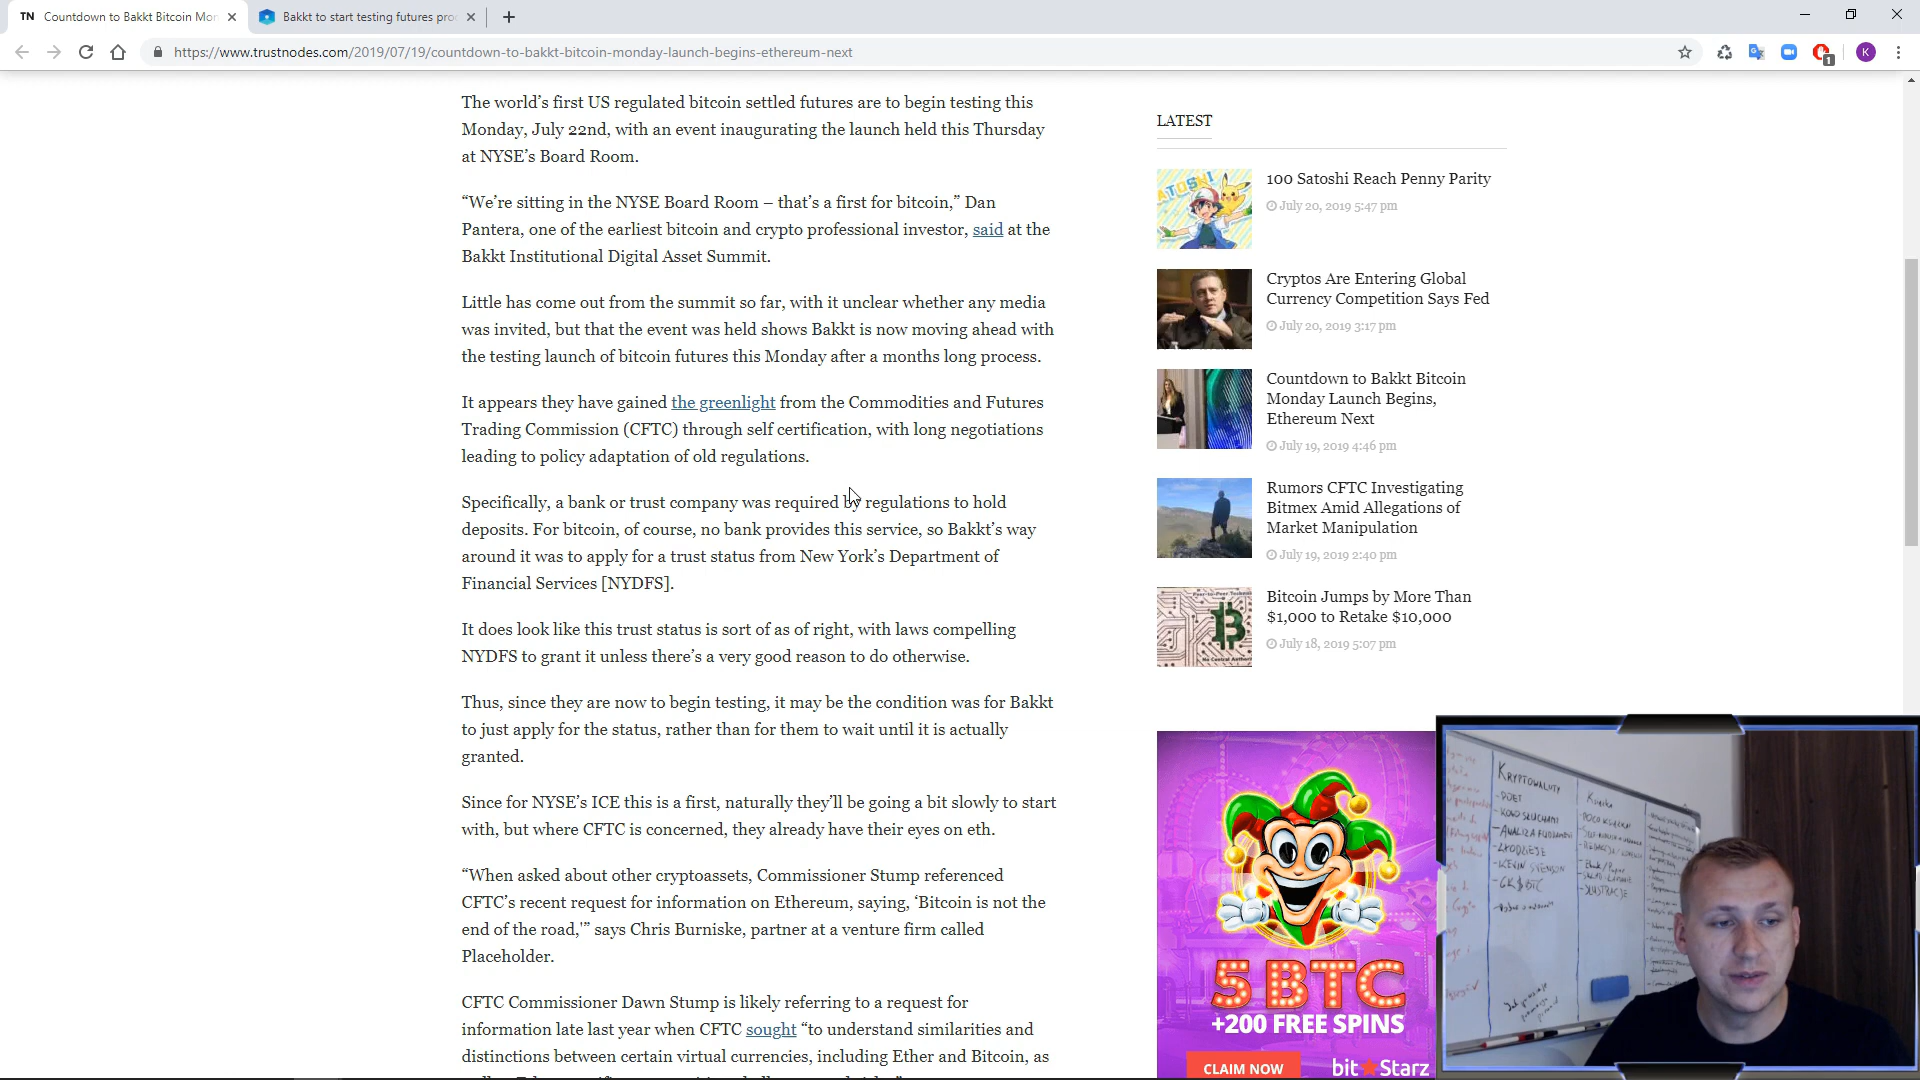 TN Countdown to Bakkt Bitcoin Mon
Bakkt to start testing futures pro
https://www.trustnodes.com/2019/07/19/countdown-to-bakkt-bitcoin-monday-launch-begins-ethereum-next
1
K
The world’s first US regulated bitcoin settled futures are to begin testing this
Monday, July 22nd, with an event inaugurating the launch held this Thursday
at NYSE’s Board Room.
“We’re sitting in the NYSE Board Room – that’s a first for bitcoin,” Dan
Pantera, one of the earliest bitcoin and crypto professional investor, said at the
Bakkt Institutional Digital Asset Summit.
Little has come out from the summit so far, with it unclear whether any media
was invited, but that the event was held shows Bakkt is now moving ahead with
the testing launch of bitcoin futures this Monday after a months long process.
It appears they have gained the greenlight from the Commodities and Futures
Trading Commission (CFTC) through self certification, with long negotiations
leading to policy adaptation of old regulations.
Specifically, a bank or trust company was required by regulations to hold
deposits. For bitcoin, of course, no bank provides this service, so Bakkt’s way
around it was to apply for a trust status from New York’s Department of
Financial Services [NYDFS].
It does look like this trust status is sort of as of right, with laws compelling
NYDFS to grant it unless there’s a very good reason to do otherwise.
Thus, since they are now to begin testing, it may be the condition was for Bakkt
to just apply for the status, rather than for them to wait until it is actually
granted.
Since for NYSE’s ICE this is a first, naturally they’ll be going a bit slowly to start
with, but where CFTC is concerned, they already have their eyes on eth.
“When asked about other cryptoassets, Commissioner Stump referenced
CFTC’s recent request for information on Ethereum, saying, ‘Bitcoin is not the
end of the road,’” says Chris Burniske, partner at a venture firm called
Placeholder.
CFTC Commissioner Dawn Stump is likely referring to a request for
information late last year when CFTC sought “to understand similarities and
distinctions between certain virtual currencies, including Ether and Bitcoin, as
LATEST
100 Satoshi Reach Penny Parity
July 20, 2019 5:47 pm
Cryptos Are Entering Global
Currency Competition Says Fed
July 20, 2019 3:17 pm
Countdown to Bakkt Bitcoin
Monday Launch Begins,
Ethereum Next
July 19, 2019 4:46 pm
Rumors CFTC Investigating
Bitmex Amid Allegations of
Market Manipulation
July 19, 2019 2:40 pm
Bitcoin Jumps by More Than
$1,000 to Retake $10,000
July 18, 2019 5:07 pm
5 BTC
+200 FREE SPINS
CLAIM NOW
bitStarz
KRYPTOWALUTY